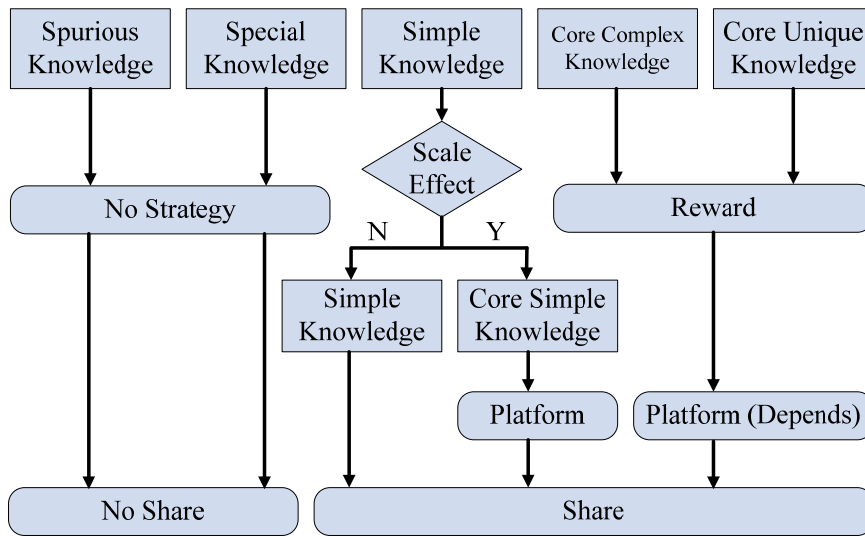 Spurious
Knowledge
Special
Knowledge
Simple
Knowledge
Core Complex
Knowledge
Core Unique
Knowledge
Scale
Effect
No Strategy
Reward
N
Y
Simple
Knowledge
Core Simple
Knowledge
Platform
Platform (Depends)
No Share
Share